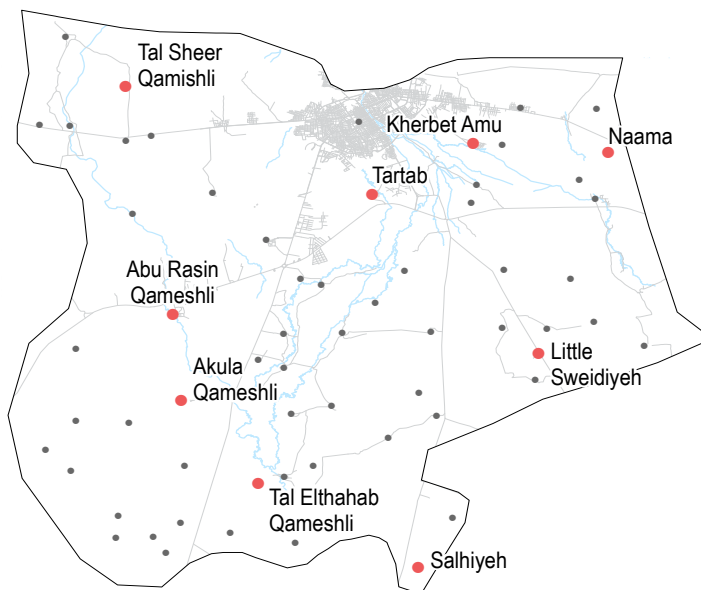 Tal Sheer
Qamishli
Kherbet Amu
Naama
Tartab
Abu Rasin
Qameshli
Akula
Qameshli
Little
Sweidiyeh
Tal Elthahab
Qameshli
Salhiyeh